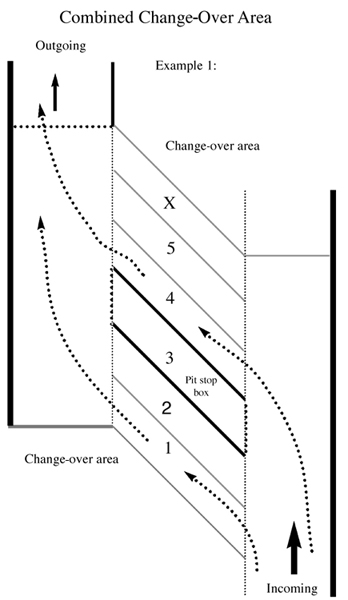 Combined Change-Over Area
Outgoing
Example 1:
Change-over area
X
5
4
3
Pit stop
box
2
1
Change-over area
Incoming